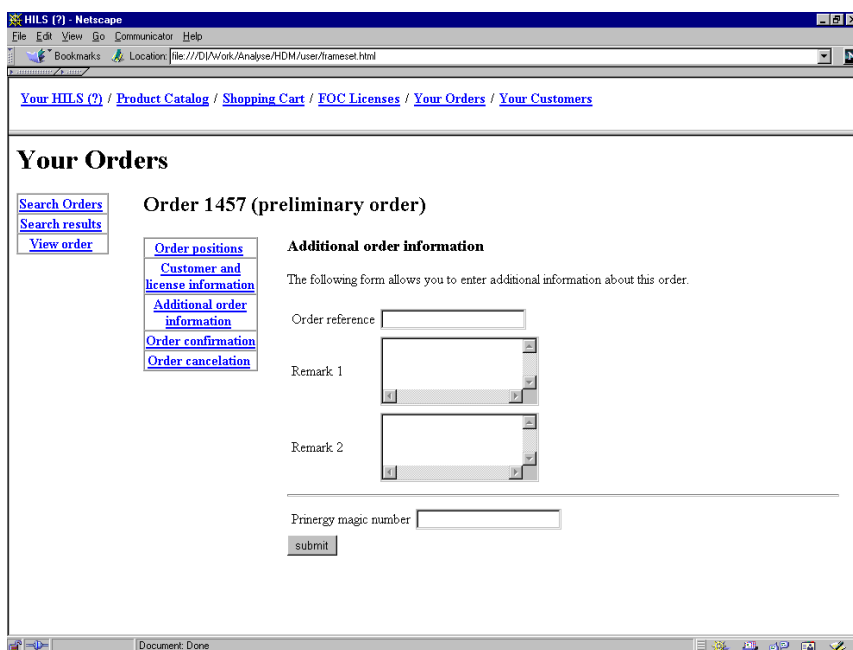 HILS (?) - Netscape
File Edit View Go Communicator Help
Bookmarks Location: file:///D|/Work/Analyse/HDM/user/frameset.html
Your HILS (?) / Product Catalog / Shopping Cart / FOC Licenses / Your Orders / Your Customers
Your Orders
Search Orders
Search results
View order
Order 1457 (preliminary order)
Order positions
Customer and
license information
Additional order
information
Order confirmation
Order cancelation
Additional order information
The following form allows you to enter additional information about this order.
Order reference
Remark 1
Remark 2
Prinergy magic number
submit
Document: Done